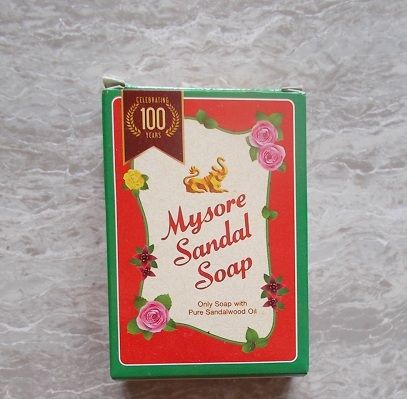 CELEBRATING
100
YEARS
Mysore
Sandal
Soap
Only Soap with
Pure Sandalwood Oil